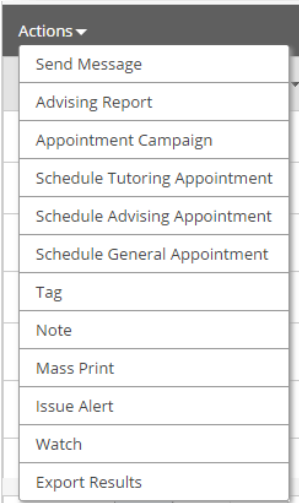 Actions
Send Message
Advising Report
Appointment Campaign
Schedule Tutoring Appointment
Schedule Advising Appointment
Schedule General Appointment
Tag
Note
Mass Print
Issue Alert
Watch
Export Results